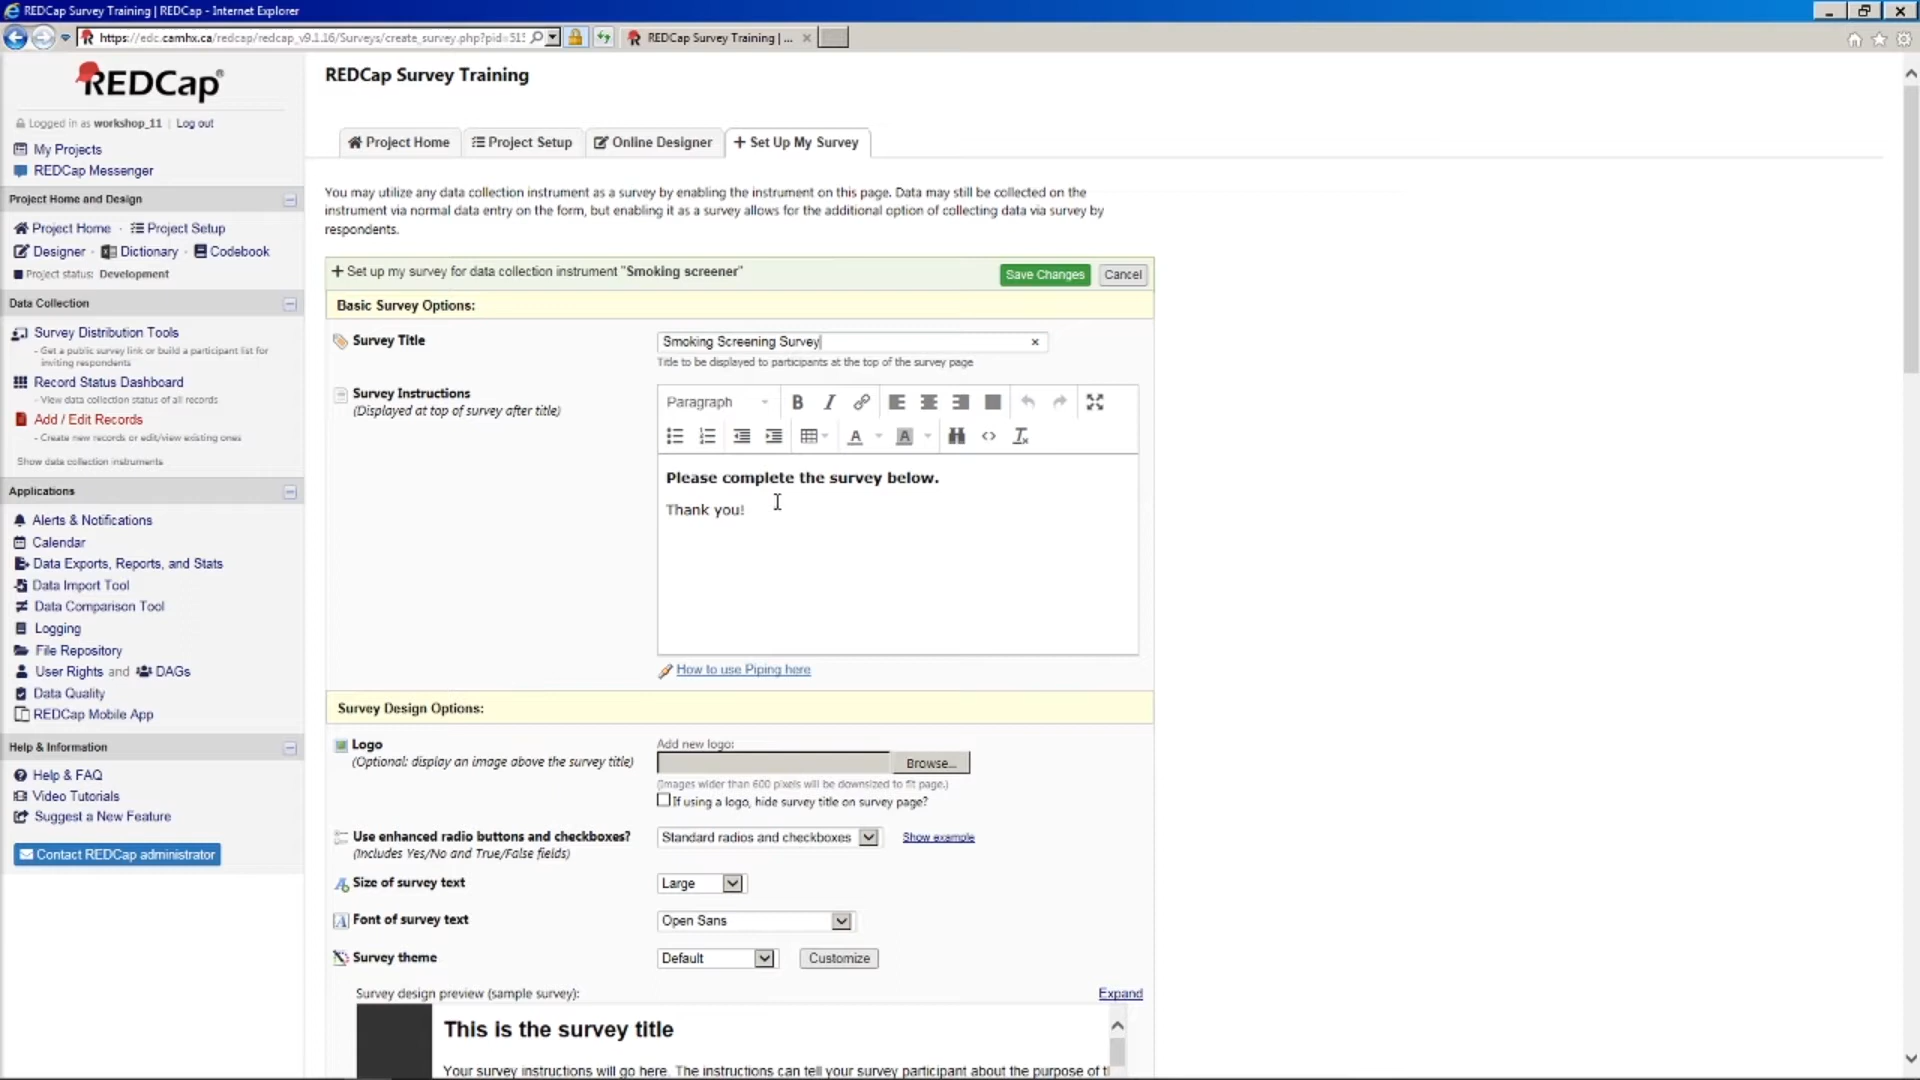 REDCap Survey Training | REDCap - Internet Explorer
https://edc.camhx.ca/redcap/redcap_v9.1.16/Surveys/create_survey.php?pid=515
REDCap Survey Training | ...
REDCap®
Logged in as workshop_11 | Log out
My Projects
REDCap Messenger
Project Home and Design
Project Home · Project Setup
Designer · Dictionary · Codebook
Project status: Development
Data Collection
Survey Distribution Tools
- Get a public survey link or build a participant list for
inviting respondents
Record Status Dashboard
- View data collection status of all records
Add / Edit Records
- Create new records or edit/view existing ones
Show data collection instruments
Applications
Alerts & Notifications
Calendar
Data Exports, Reports, and Stats
Data Import Tool
Data Comparison Tool
Logging
File Repository
User Rights and DAGs
Data Quality
REDCap Mobile App
Help & Information
Help & FAQ
Video Tutorials
Suggest a New Feature
Contact REDCap administrator
REDCap Survey Training
Project Home
Project Setup
Online Designer
+ Set Up My Survey
You may utilize any data collection instrument as a survey by enabling the instrument on this page. Data may still be collected on the
instrument via normal data entry on the form, but enabling it as a survey allows for the additional option of collecting data via survey by
respondents.
+ Set up my survey for data collection instrument "Smoking screener"
Save Changes
Cancel
Basic Survey Options:
Survey Title
Smoking Screening Survey
Title to be displayed to participants at the top of the survey page
Survey Instructions
(Displayed at top of survey after title)
Paragraph
Please complete the survey below.
Thank you!
How to use Piping here
Survey Design Options:
Logo
(Optional: display an image above the survey title)
Add new logo:
Browse...
(Images wider than 600 pixels will be downsized to fit page.)
If using a logo, hide survey title on survey page?
Use enhanced radio buttons and checkboxes?
(Includes Yes/No and True/False fields)
Standard radios and checkboxes
Show example
Size of survey text
Large
Font of survey text
Open Sans
Survey theme
Default
Customize
Survey design preview (sample survey):
Expand
This is the survey title
Your survey instructions will go here. The instructions can tell your survey participant about the purpose of